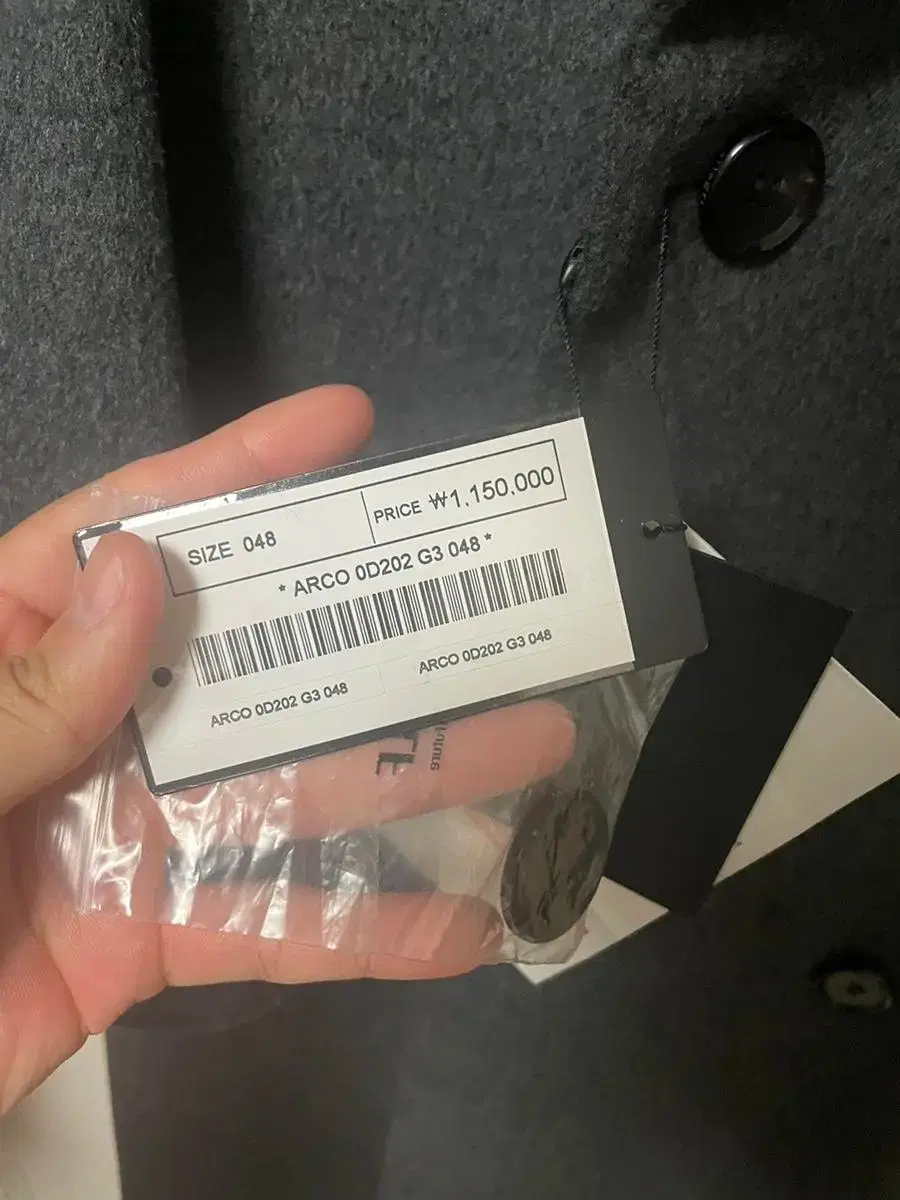 SIZE 048
PRICE ₩1,150,000
* ARCO 0D202 G3 048 *
ARCO 0D202 G3 048
ARCO 0D202 G3 048